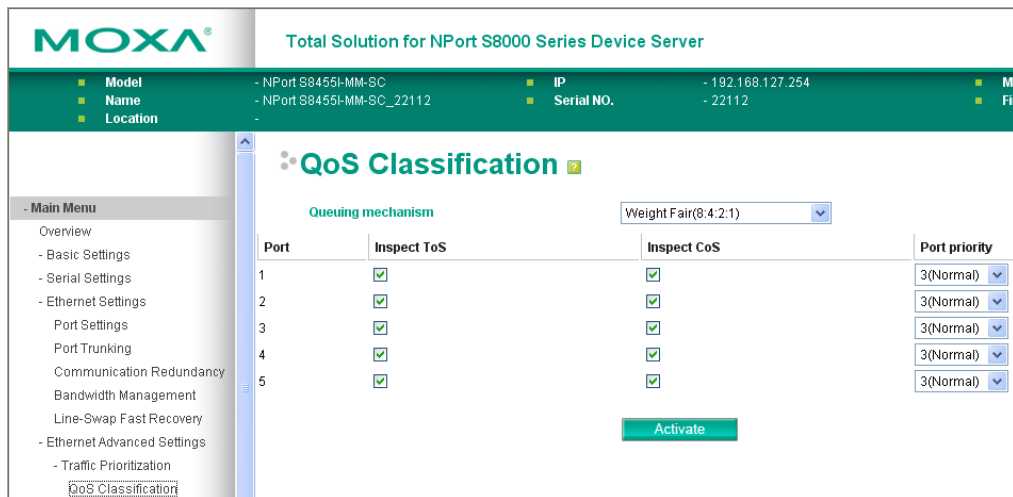 MOXA®
Total Solution for NPort S8000 Series Device Server
Model - NPort S8455I-MM-SC IP - 192.168.127.254
Name - NPort S8455I-MM-SC_22112 Serial NO. - 22112
Location -
- Main Menu
Overview
- Basic Settings
- Serial Settings
- Ethernet Settings
Port Settings
Port Trunking
Communication Redundancy
Bandwidth Management
Line-Swap Fast Recovery
- Ethernet Advanced Settings
- Traffic Prioritization
QoS Classification
QoS Classification ?
Queuing mechanism Weight Fair(8:4:2:1)
Port Inspect ToS Inspect CoS Port priority
1 3(Normal)
2 3(Normal)
3 3(Normal)
4 3(Normal)
5 3(Normal)
Activate